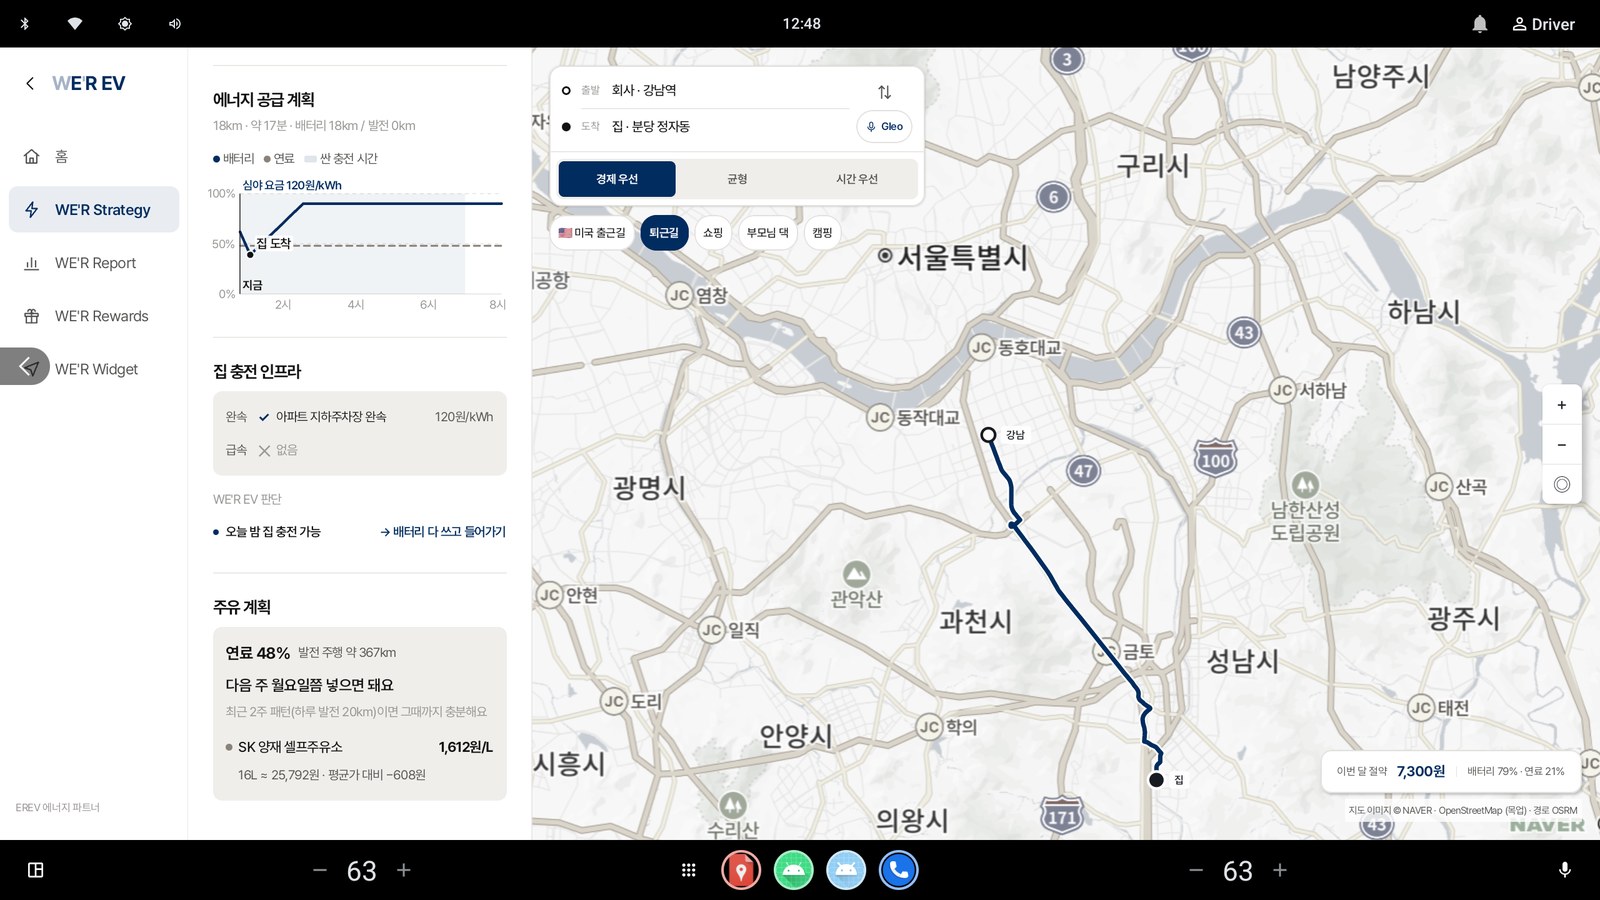 12:48
Driver
WE'R EV
홈
WE'R Strategy
WE'R Report
WE'R Rewards
WE'R Widget
EREV 에너지 파트너
에너지 공급 계획
18km · 약 17분 · 배터리 18km / 발전 0km
배터리 연료 싼 충전 시간
심야 요금 120원/kWh
100%
50%
0%
집 도착
지금
2시 4시 6시 8시
집 충전 인프라
완속 아파트 지하주차장 완속 120원/kWh
급속 없음
WE'R EV 판단
오늘 밤 집 충전 가능 → 배터리 다 쓰고 들어가기
주유 계획
연료 48% 발전 주행 약 367km
다음 주 월요일쯤 넣으면 돼요
최근 2주 패턴(하루 발전 20km)이면 그때까지 충분해요
SK 양재 셀프주유소 1,612원/L
16L ≈ 25,792원 · 평균가 대비 −608원
출발 회사 · 강남역
도착 집 · 분당 정자동
Gleo
경제 우선 균형 시간 우선
🇺🇸 미국 출근길 퇴근길 쇼핑 부모님 댁 캠핑
3
남양주시
JC
구리시
6
서울특별시
공항
JC 염창
하남시
43
JC 동호대교
JC 서하남
JC 동작대교
강남
47
100
광명시
JC 산곡
남한산성
도립공원
관악산
JC 안현
과천시
광주시
JC 일직
JC 금토
성남시
JC 도리
JC 태전
JC 학의
안양시
시흥시
집
수리산
의왕시
171
43
+
−
이번 달 절약 7,300원 배터리 79% · 연료 21%
지도 이미지 © NAVER · OpenStreetMap (목업) · 경로 OSRM
NAVER
− 63 +
− 63 +